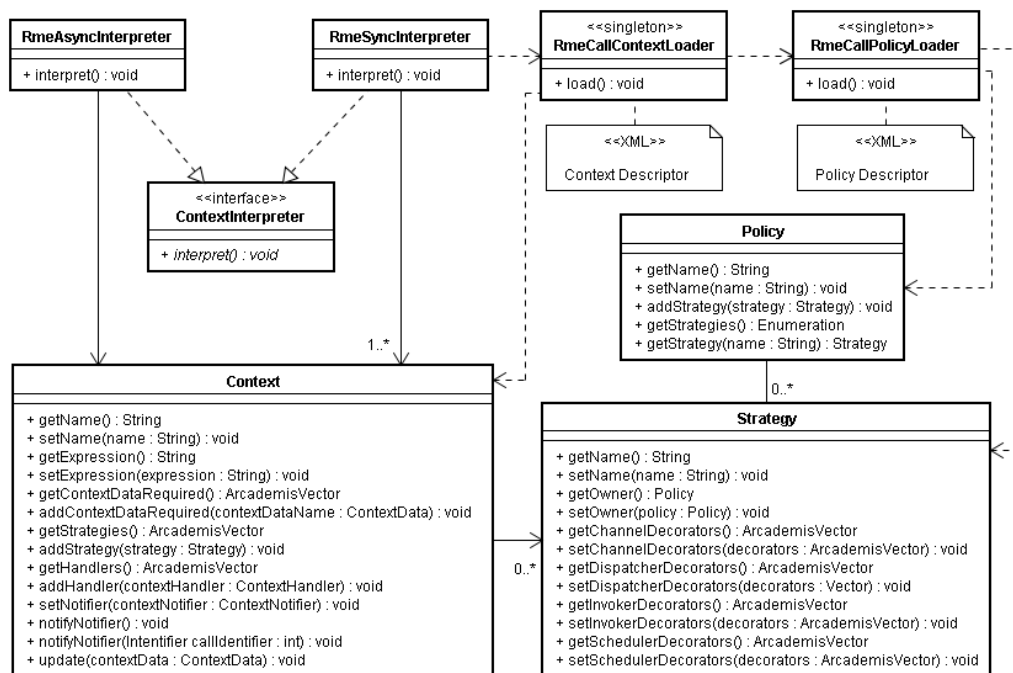 RmeAsyncInterpreter
+ interpret() : void
RmeSyncInterpreter
+ interpret() : void
<<singleton>>
RmeCallContextLoader
+ load() : void
<<singleton>>
RmeCallPolicyLoader
+ load() : void
<<XML>>
Context Descriptor
<<XML>>
Policy Descriptor
<<interface>>
ContextInterpreter
+ interpret() : void
Policy
+ getName() : String
+ setName(name : String) : void
+ addStrategy(strategy : Strategy) : void
+ getStrategies() : Enumeration
+ getStrategy(name : String) : Strategy
1..*
0..*
Context
+ getName() : String
+ setName(name : String) : void
+ getExpression() : String
+ setExpression(expression : String) : void
+ getContextDataRequired() : ArcademisVector
+ addContextDataRequired(contextDataName : ContextData) : void
+ getStrategies() : ArcademisVector
+ addStrategy(strategy : Strategy) : void
+ getHandlers() : ArcademisVector
+ addHandler(contextHandler : ContextHandler) : void
+ setNotifier(contextNotifier : ContextNotifier) : void
+ notifyNotifier() : void
+ notifyNotifier(Intentifier callIdentifier : int) : void
+ update(contextData : ContextData) : void
0..*
Strategy
+ getName() : String
+ setName(name : String) : void
+ getOwner() : Policy
+ setOwner(policy : Policy) : void
+ getChannelDecorators() : ArcademisVector
+ setChannelDecorators(decorators : ArcademisVector) : void
+ getDispatcherDecorators() : ArcademisVector
+ setDispatcherDecorators(decorators : Vector) : void
+ getInvokerDecorators() : ArcademisVector
+ setInvokerDecorators(decorators : ArcademisVector) : void
+ getSchedulerDecorators() : ArcademisVector
+ setSchedulerDecorators(decorators : ArcademisVector) : void